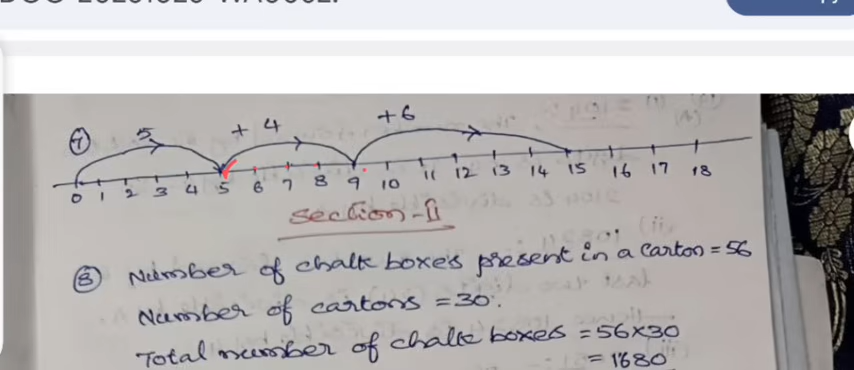 ⑦ 5 + 4 +6
0 1 2 3 4 5 6 7 8 9 10 11 12 13 14 15 16 17 18
Section-II
⑧ Number of chalk boxes present in a carton = 56
Number of cartons = 30.
Total number of chalk boxes = 56×30
= 1680